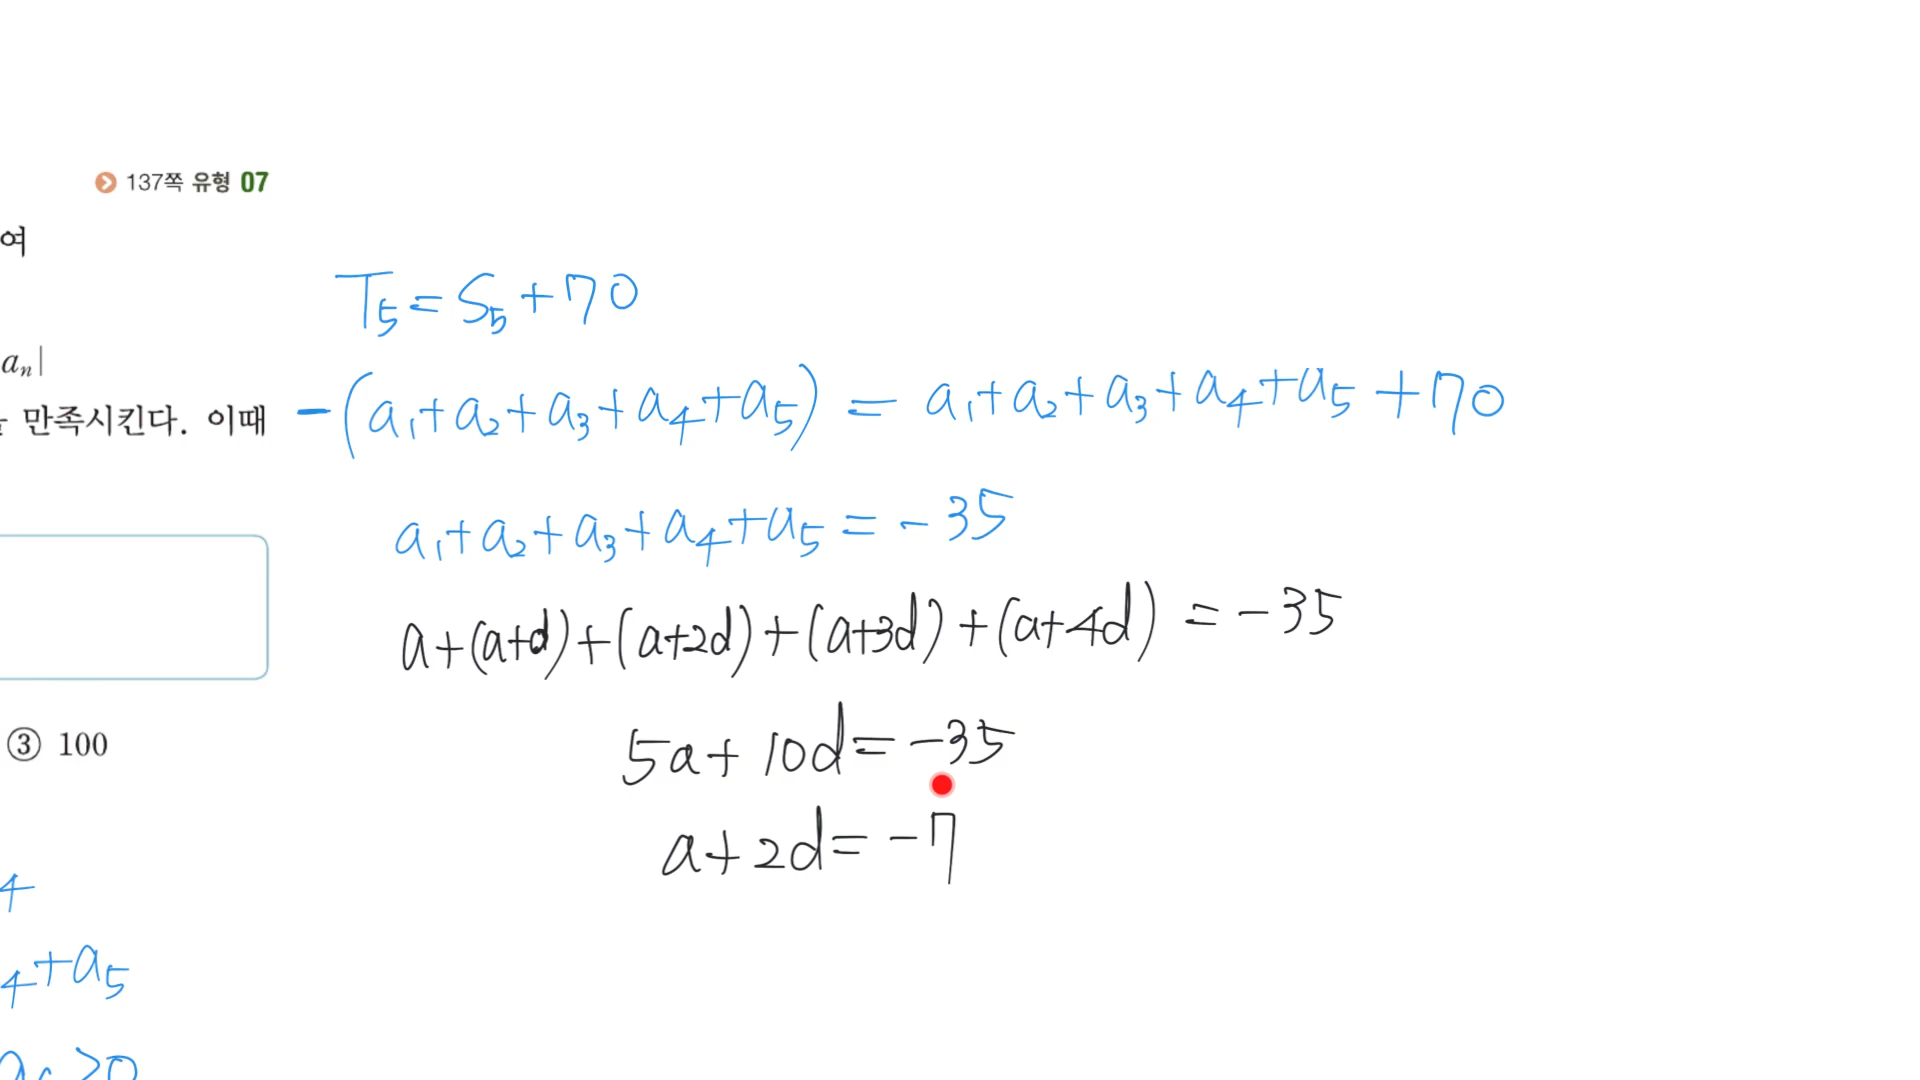 137쪽 유형 07
여
T₅ = S₅ + 70
aₙ|
-(a₁+a₂+a₃+a₄+a₅) = a₁+a₂+a₃+a₄+a₅+70
만족시킨다. 이때
a₁+a₂+a₃+a₄+a₅ = -35
a+(a+d)+(a+2d)+(a+3d)+(a+4d) = -35
5a+10d = -35
③ 100
a+2d = -7
4
4+a₅
>0